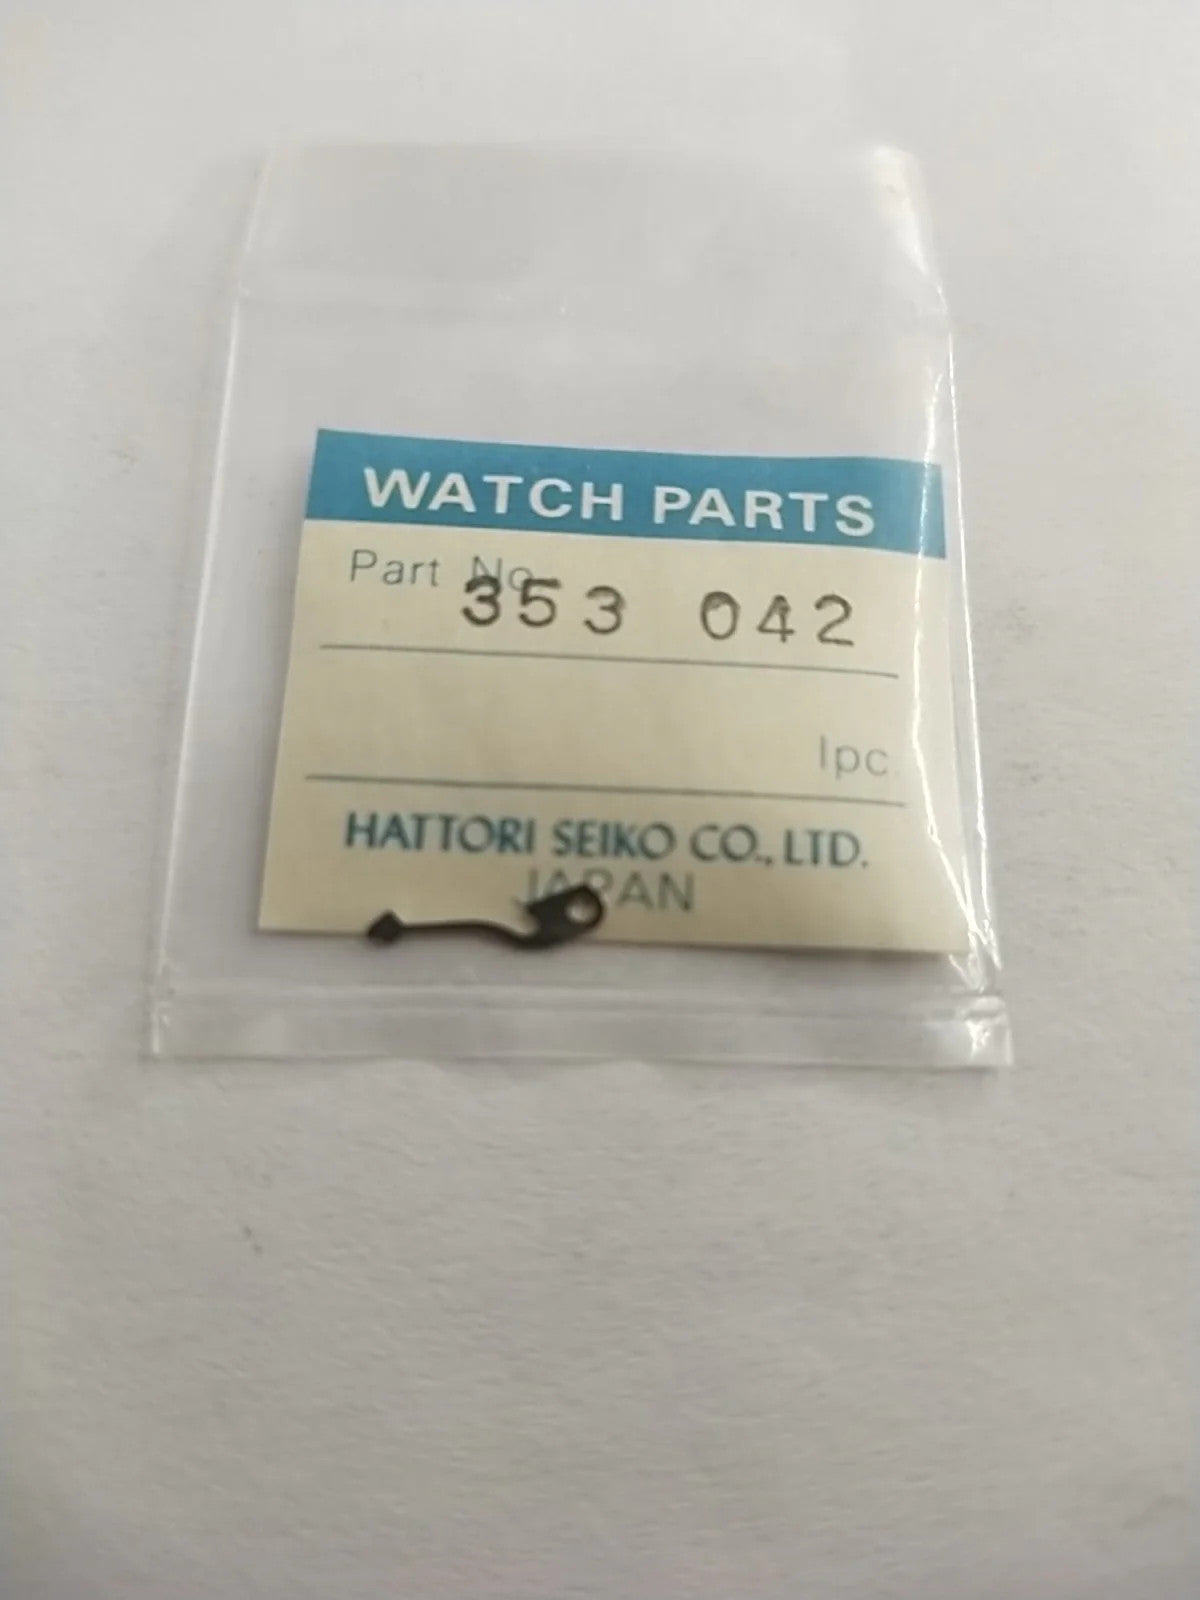 WATCH PARTS
Part No. 353 042
1pc.
HATTORI SEIKO CO., LTD.
JAPAN